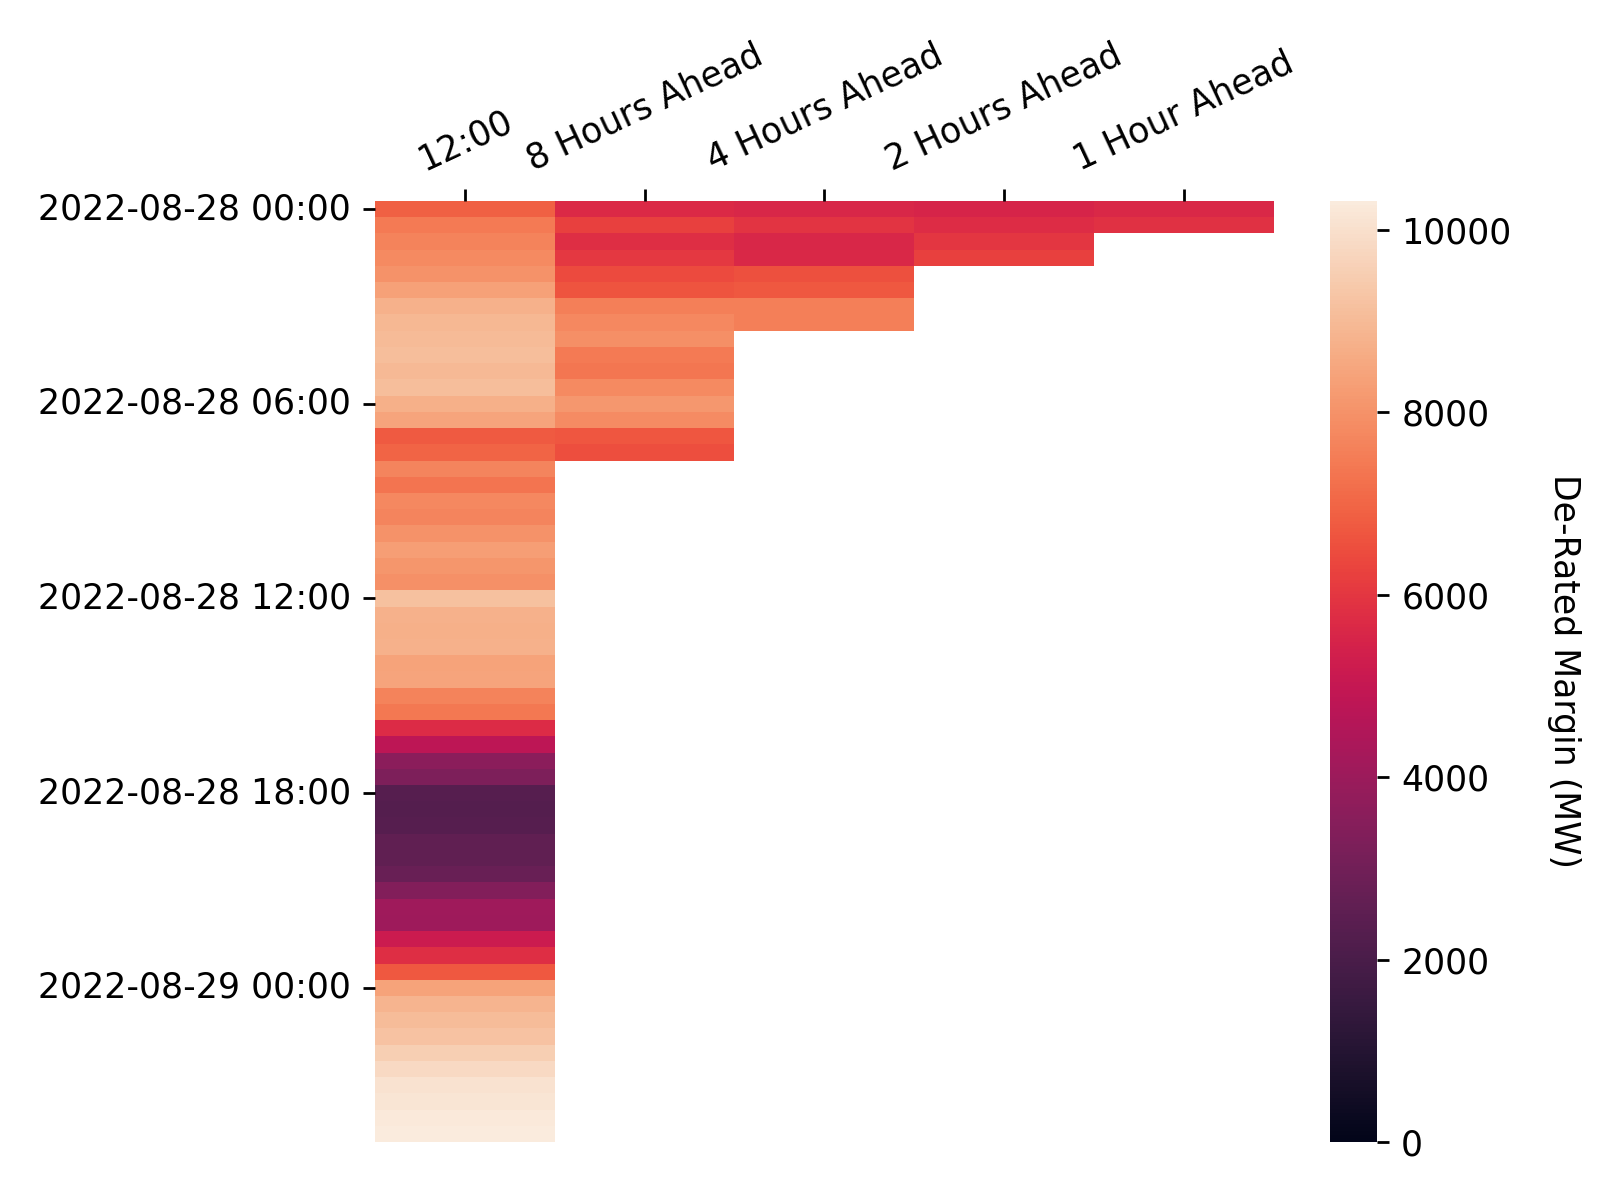 12:00
8 Hours Ahead
4 Hours Ahead
2 Hours Ahead
1 Hour Ahead
2022-08-28 00:00
2022-08-28 06:00
2022-08-28 12:00
2022-08-28 18:00
2022-08-29 00:00
10000
8000
6000
4000
2000
0
De-Rated Margin (MW)